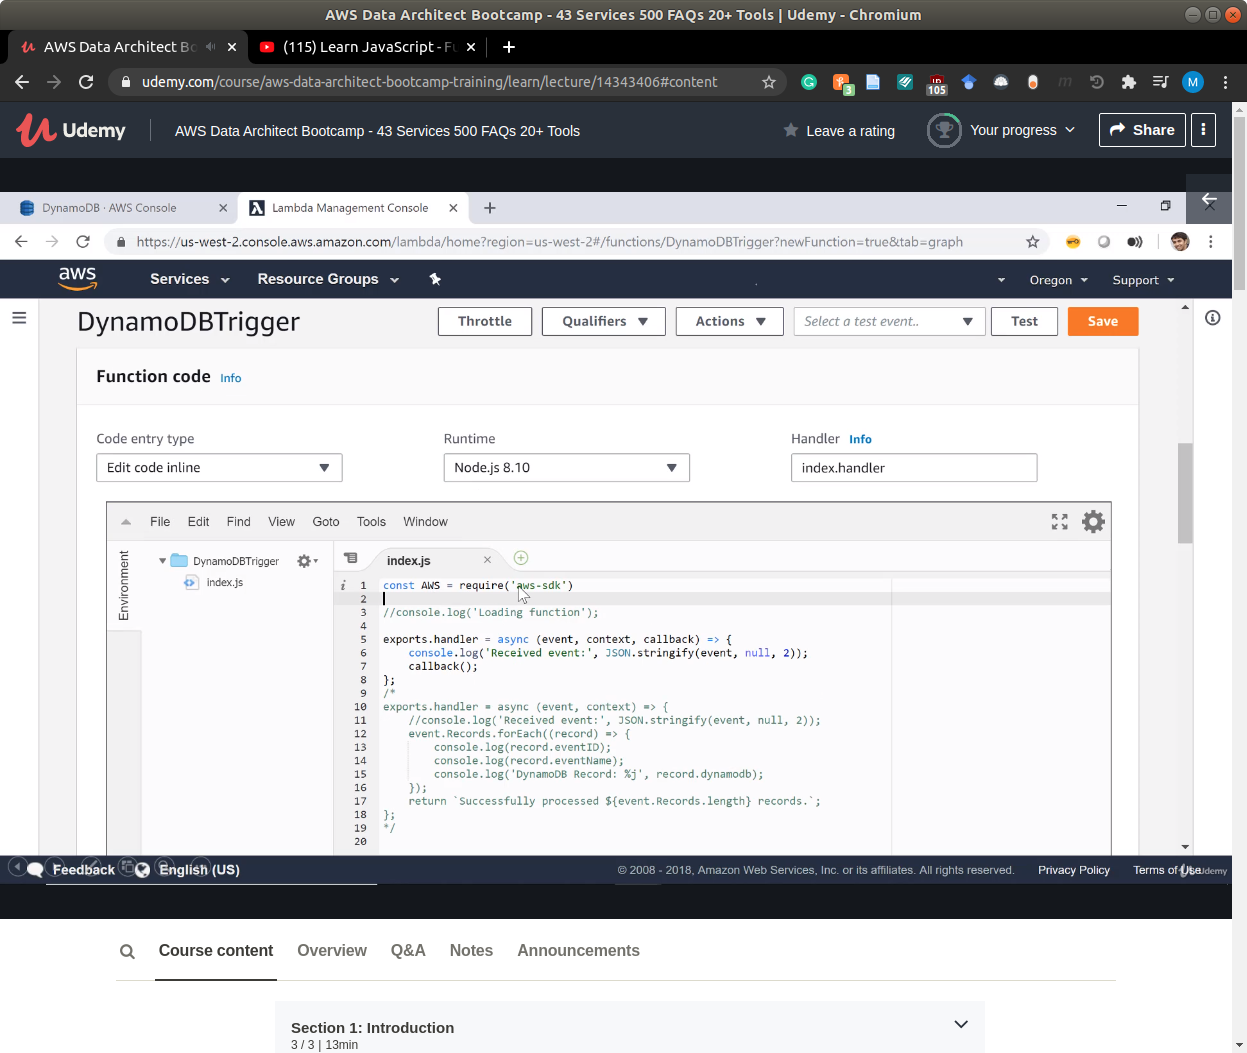 AWS Data Architect Bootcamp - 43 Services 500 FAQs 20+ Tools | Udemy - Chromium
AWS Data Architect Bo
(115) Learn JavaScript - Fu
udemy.com/course/aws-data-architect-bootcamp-training/learn/lecture/14343406#content
3
105
M
Udemy
AWS Data Architect Bootcamp - 43 Services 500 FAQs 20+ Tools
Leave a rating
Your progress
Share
DynamoDB · AWS Console
Lambda Management Console
https://us-west-2.console.aws.amazon.com/lambda/home?region=us-west-2#/functions/DynamoDBTrigger?newFunction=true&tab=graph
aws
Services
Resource Groups
Oregon
Support
DynamoDBTrigger
Throttle
Qualifiers
Actions
Select a test event..
Test
Save
Function code Info
Code entry type
Runtime
Handler Info
Edit code inline
Node.js 8.10
index.handler
File Edit Find View Goto Tools Window
Environment
DynamoDBTrigger
index.js
index.js
1 const AWS = require('aws-sdk')
2
3 //console.log('Loading function');
4
5 exports.handler = async (event, context, callback) => {
6 console.log('Received event:', JSON.stringify(event, null, 2));
7 callback();
8 };
9 /*
10 exports.handler = async (event, context) => {
11 //console.log('Received event:', JSON.stringify(event, null, 2));
12 event.Records.forEach((record) => {
13 console.log(record.eventID);
14 console.log(record.eventName);
15 console.log('DynamoDB Record: %j', record.dynamodb);
16 });
17 return `Successfully processed ${event.Records.length} records.`;
18 };
19 */
20
Feedback
English (US)
© 2008 - 2018, Amazon Web Services, Inc. or its affiliates. All rights reserved.
Privacy Policy
Terms of Use
Udemy
Course content
Overview
Q&A
Notes
Announcements
Section 1: Introduction
3 / 3 | 13min